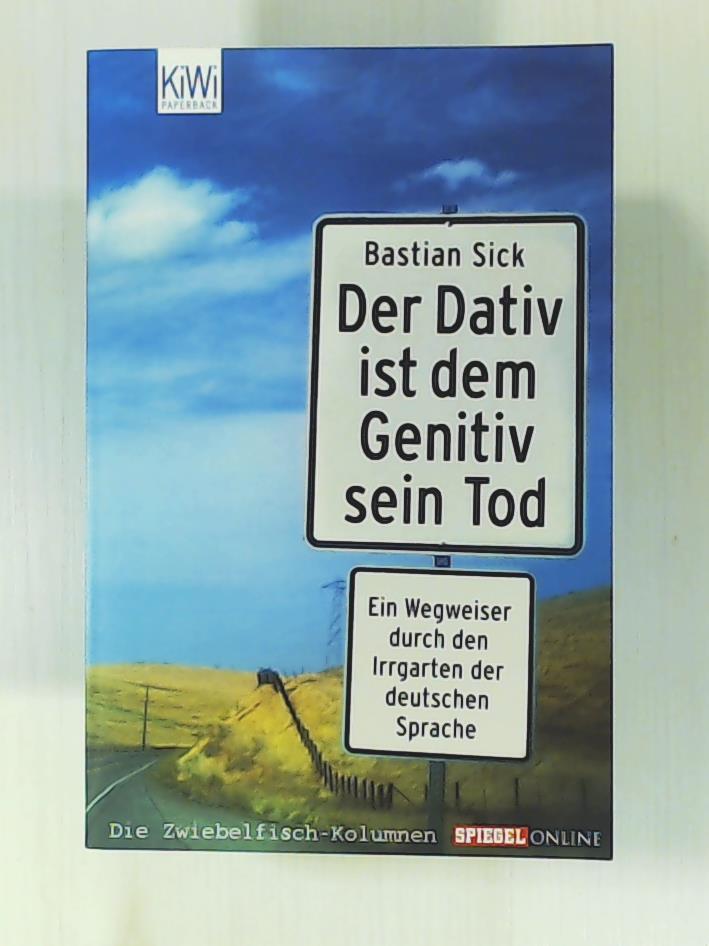 KiWi
PAPERBACK
Bastian Sick
Der Dativ
ist dem
Genitiv
sein Tod
Ein Wegweiser
durch den
Irrgarten der
deutschen
Sprache
Die Zwiebelfisch-Kolumnen SPIEGEL ONLINE